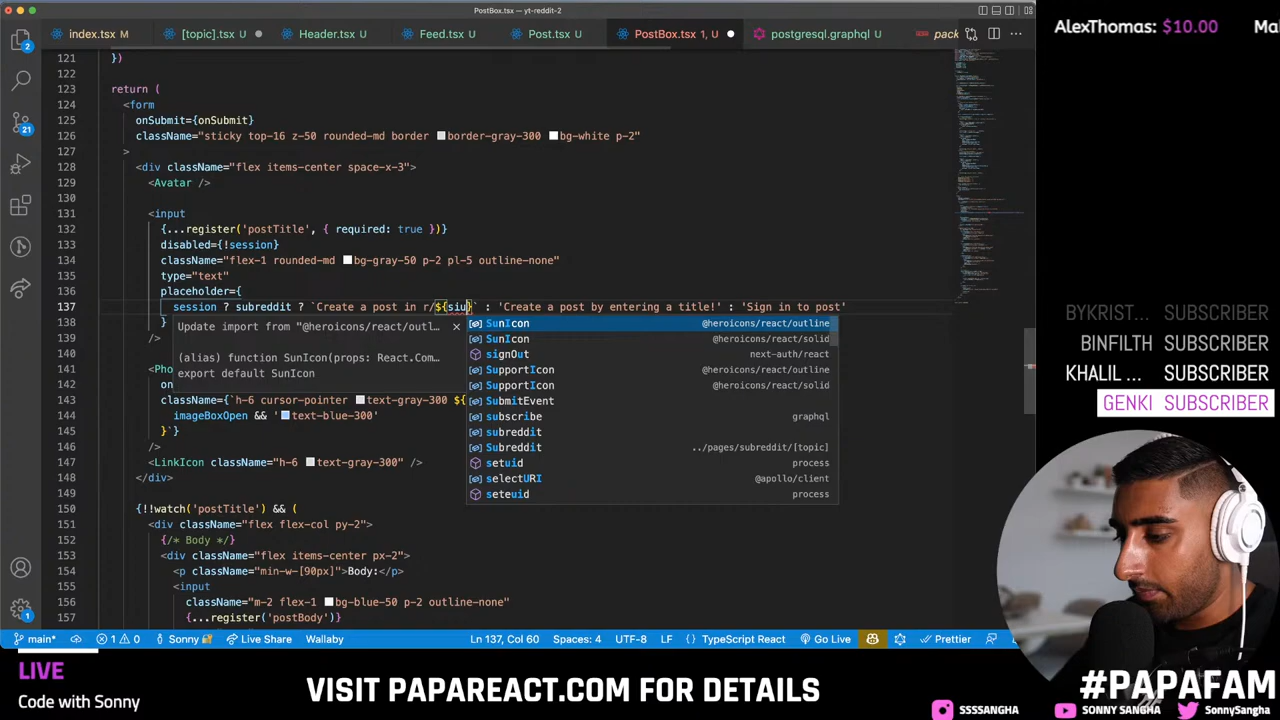 PostBox.tsx — yt-reddit-2
index.tsx M
[topic].tsx U
Header.tsx U
Feed.tsx U
Post.tsx U
PostBox.tsx 1, U
postgresql.graphql U
pack
AlexThomas: $10.00
121 })
122
123 return (
124 <form
125 onSubmit={onSubmit}
126 className="sticky top-16 z-50 rounded-md border border-gray-300 bg-white p-2"
127 >
128 <div className="flex items-center space-x-3">
129 <Avatar />
130
131 <input
132 {...register('postTitle', { required: true })}
133 disabled={!session}
134 className="flex-1 rounded-md bg-gray-50 p-2 pl-5 outline-none"
135 type="text"
136 placeholder={
137 session ? subreddit ? `Create a post in r/${siu}` : 'Create a post by entering a title!' : 'Sign in to post'
138 }
139 />
140
141 <Pho
142 on
143 className={`h-6 cursor-pointer text-gray-300 ${
144 imageBoxOpen && 'text-blue-300'
145 }`}
146 />
147 <LinkIcon className="h-6 text-gray-300" />
148 </div>
149
150 {!!watch('postTitle') && (
151 <div className="flex flex-col py-2">
152 {/* Body */}
153 <div className="flex items-center px-2">
154 <p className="min-w-[90px]">Body:</p>
155 <input
156 className="m-2 flex-1 bg-blue-50 p-2 outline-none"
157 {...register('postBody')}
Update import from "@heroicons/react/outl…
(alias) function SunIcon(props: React.Com…
export default SunIcon
SunIcon @heroicons/react/outline
SunIcon @heroicons/react/solid
signOut next-auth/react
SupportIcon @heroicons/react/outline
SupportIcon @heroicons/react/solid
SubmitEvent
subscribe graphql
subreddit
Subreddit ../pages/subreddit/[topic]
setuid process
selectURI @apollo/client
seteuid process
2
21
1
main*
1 0
Sonny
Live Share
Wallaby
Ln 137, Col 60
Spaces: 4
UTF-8
LF
{} TypeScript React
Go Live
Prettier
BYKRIST... SUBSCRIBER
BINFILTH SUBSCRIBER
KHALIL ... SUBSCRIBER
GENKI SUBSCRIBER
LIVE
Code with Sonny
VISIT PAPAREACT.COM FOR DETAILS
#PAPAFAM
SSSSANGHA
SONNY SANGHA
SONNYSANGHA